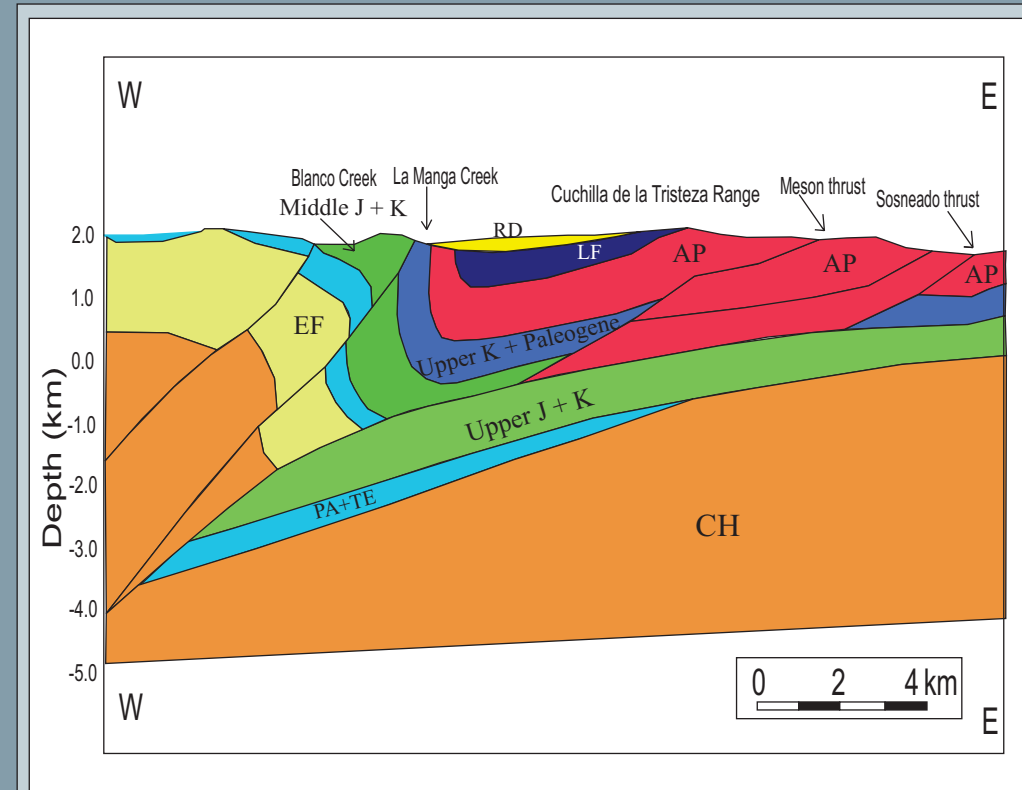 W
E
Blanco Creek
La Manga Creek
Cuchilla de la Tristeza Range
Meson thrust
Sosneado thrust
Middle J + K
RD
LF
AP
AP
AP
EF
Upper K + Paleogene
Upper J + K
PA+TE
CH
Depth (km)
2.0
1.0
0.0
-1.0
-2.0
-3.0
-4.0
-5.0
0 2 4 km
W
E